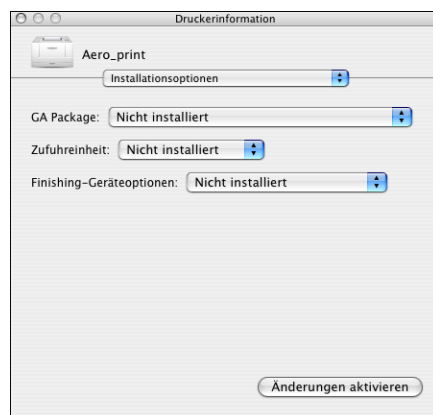 Druckerinformation
Aero_print
Installationsoptionen
GA Package: Nicht installiert
Zufuhreinheit: Nicht installiert
Finishing-Geräteoptionen: Nicht installiert
Änderungen aktivieren